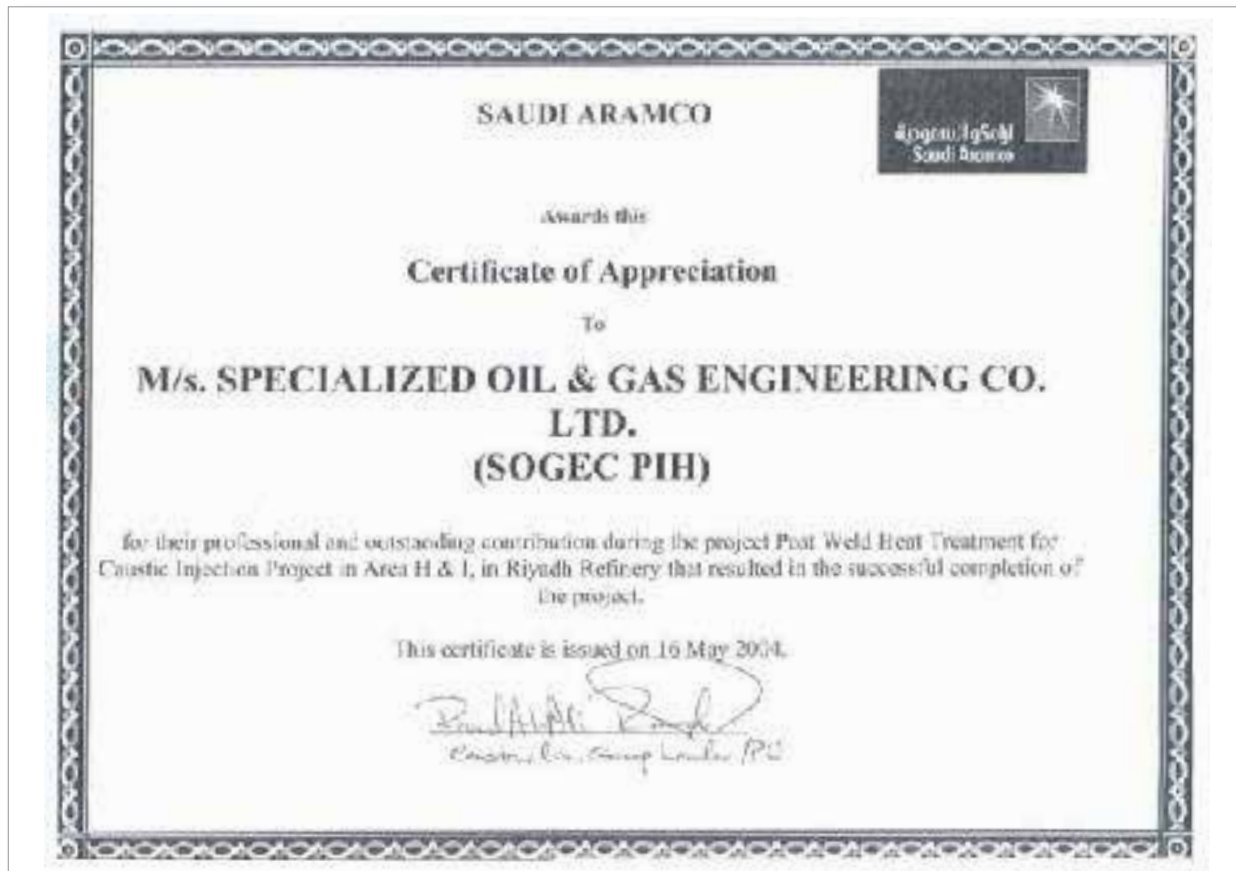 SAUDI ARAMCO
Saudi Aramco
Awards this
Certificate of Appreciation
To
M/s. SPECIALIZED OIL & GAS ENGINEERING CO.
LTD.
(SOGEC PIH)
for their professional and outstanding contribution during the project Post Weld Heat Treatment for
Caustic Injection Project in Area H & I, in Riyadh Refinery that resulted in the successful completion of
the project.
This certificate is issued on 16 May 2004.
Group Leader